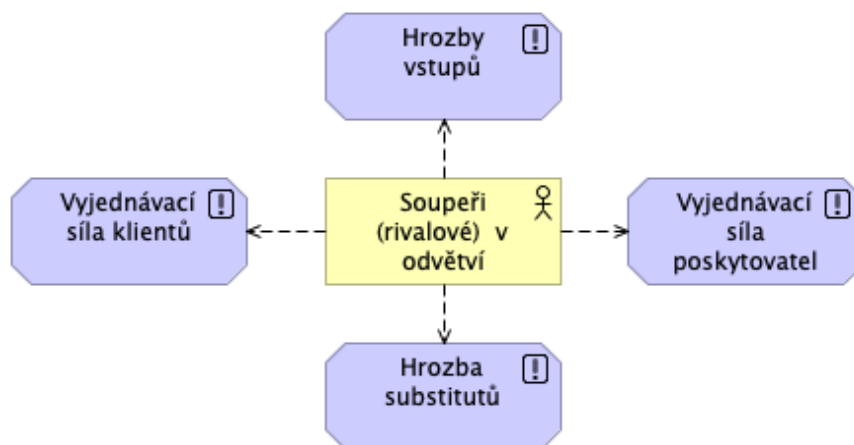 Hrozby
vstupů
Vyjednávací
síla klientů
Soupeři
(rivalové)  v
odvětví
Vyjednávací
síla
poskytovatel
Hrozba
substitutů